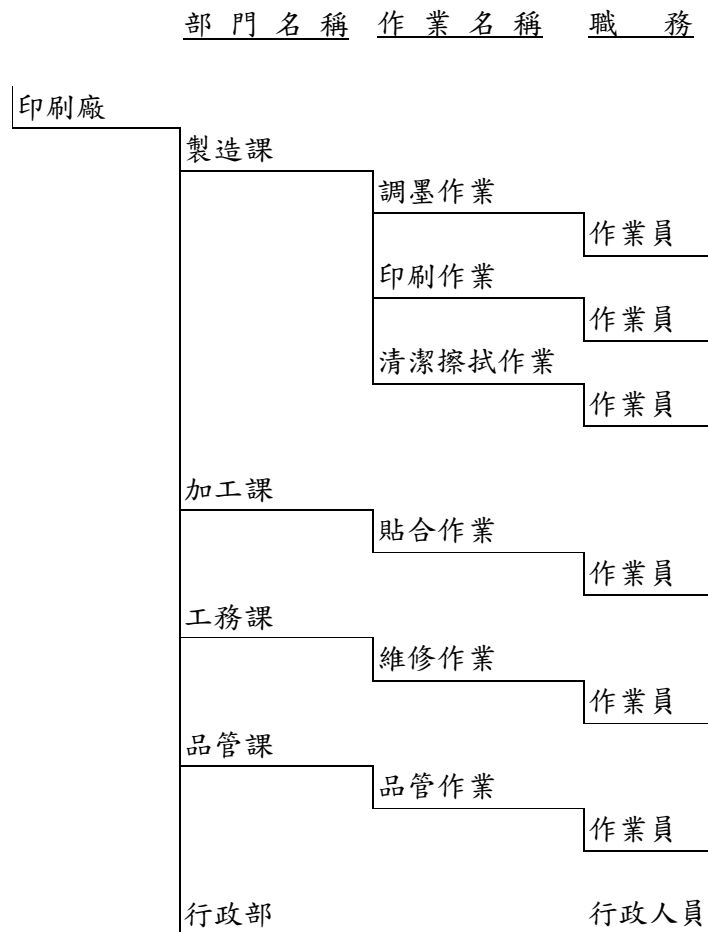 部門名稱 作業名稱 職務
印刷廠
製造課
調墨作業
作業員
印刷作業
作業員
清潔擦拭作業
作業員
加工課
貼合作業
作業員
工務課
維修作業
作業員
品管課
品管作業
作業員
行政部 行政人員